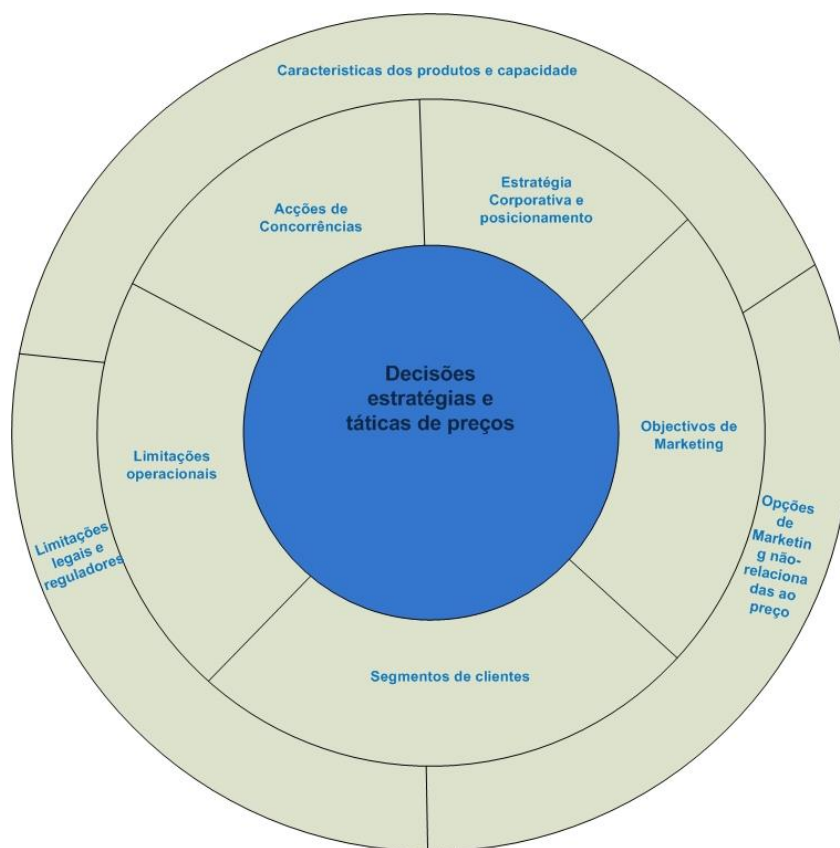 Caracteristicas dos produtos e capacidade
Acções de
Concorrências
Estratégia
Corporativa e
posicionamento
Decisões
estratégias e
táticas de preços
Limitações
operacionais
Objectivos de
Marketing
Limitações
legais e
reguladores
Opções
de
Marketin
g não-
relaciona
das ao
preço
Segmentos de clientes